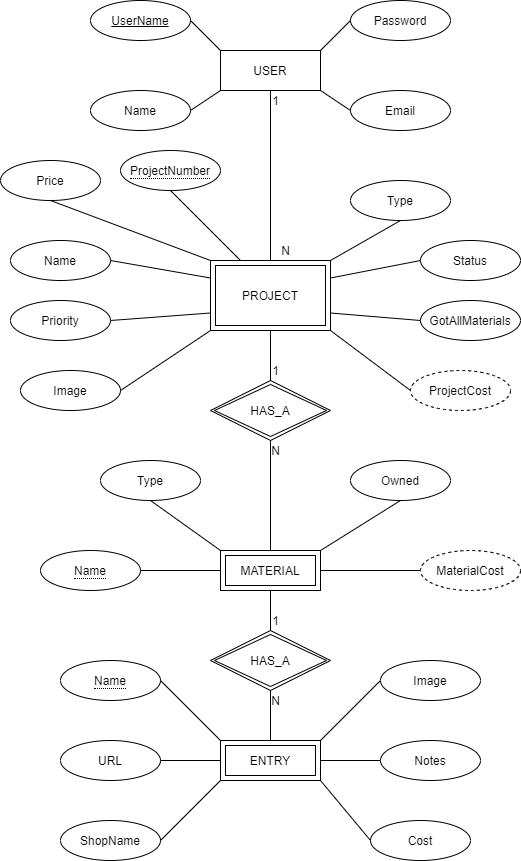 UserName
Password
USER
Name
Email
1
ProjectNumber
Price
Type
N
Name
Status
PROJECT
Priority
GotAllMaterials
Image
ProjectCost
1
HAS_A
N
Type
Owned
Name
MATERIAL
MaterialCost
1
HAS_A
Name
Image
N
URL
ENTRY
Notes
ShopName
Cost